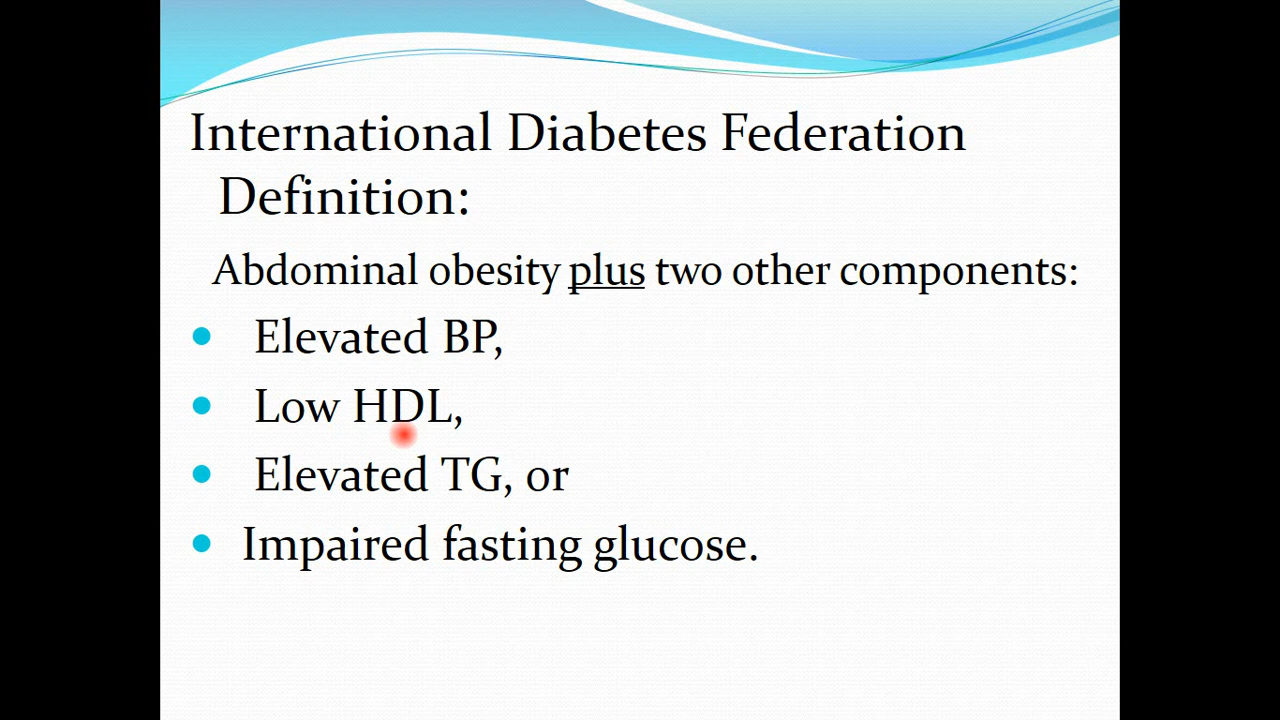 International Diabetes Federation
Definition:
Abdominal obesity plus two other components:
Elevated BP,
Low HDL,
Elevated TG, or
Impaired fasting glucose.